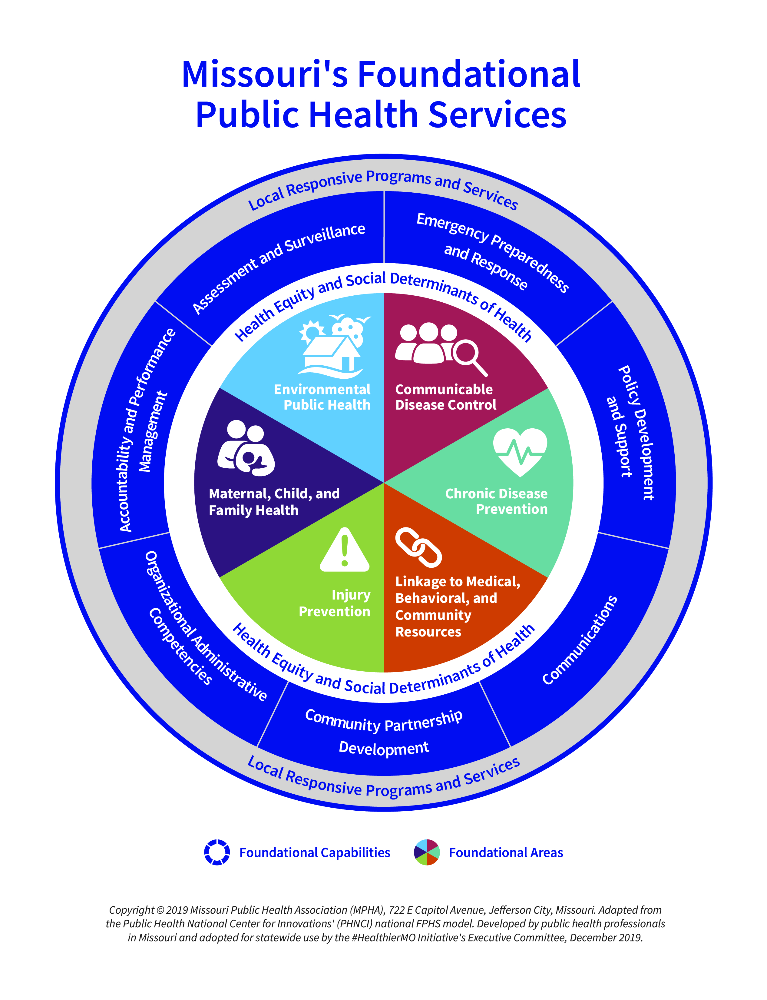 Missouri's Foundational
Public Health Services
Local Responsive Programs and Services
Assessment and Surveillance
Emergency Preparedness
and Response
Health Equity and Social Determinants of Health
Accountability and Performance
Management
Policy Development
and Support
Environmental
Public Health
Communicable
Disease Control
Maternal, Child, and
Family Health
Chronic Disease
Prevention
Injury
Prevention
Linkage to Medical,
Behavioral, and
Community
Resources
Organizational Administrative
Competencies
Communications
Health Equity and Social Determinants of Health
Community Partnership
Development
Local Responsive Programs and Services
Foundational Capabilities
Foundational Areas
Copyright © 2019 Missouri Public Health Association (MPHA), 722 E Capitol Avenue, Jefferson City, Missouri. Adapted from
the Public Health National Center for Innovations' (PHNCI) national FPHS model. Developed by public health professionals
in Missouri and adopted for statewide use by the #HealthierMO Initiative's Executive Committee, December 2019.